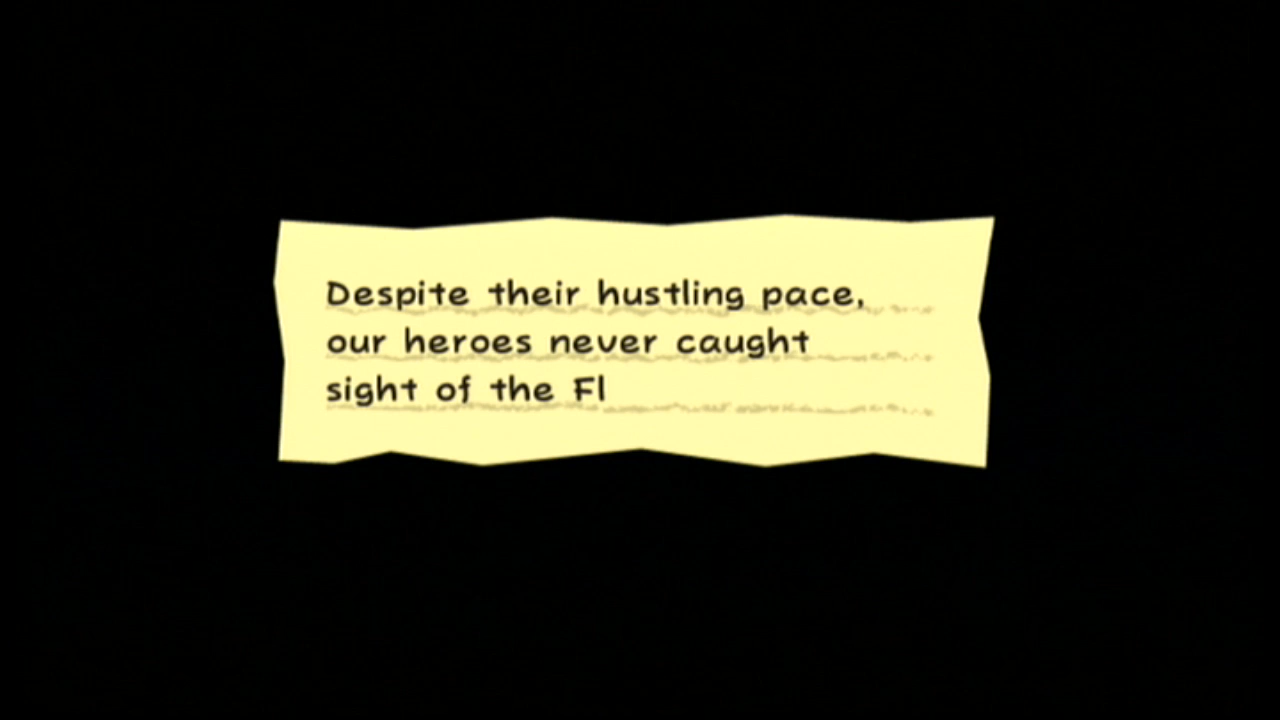 Despite their hustling pace,
our heroes never caught
sight of the Fl